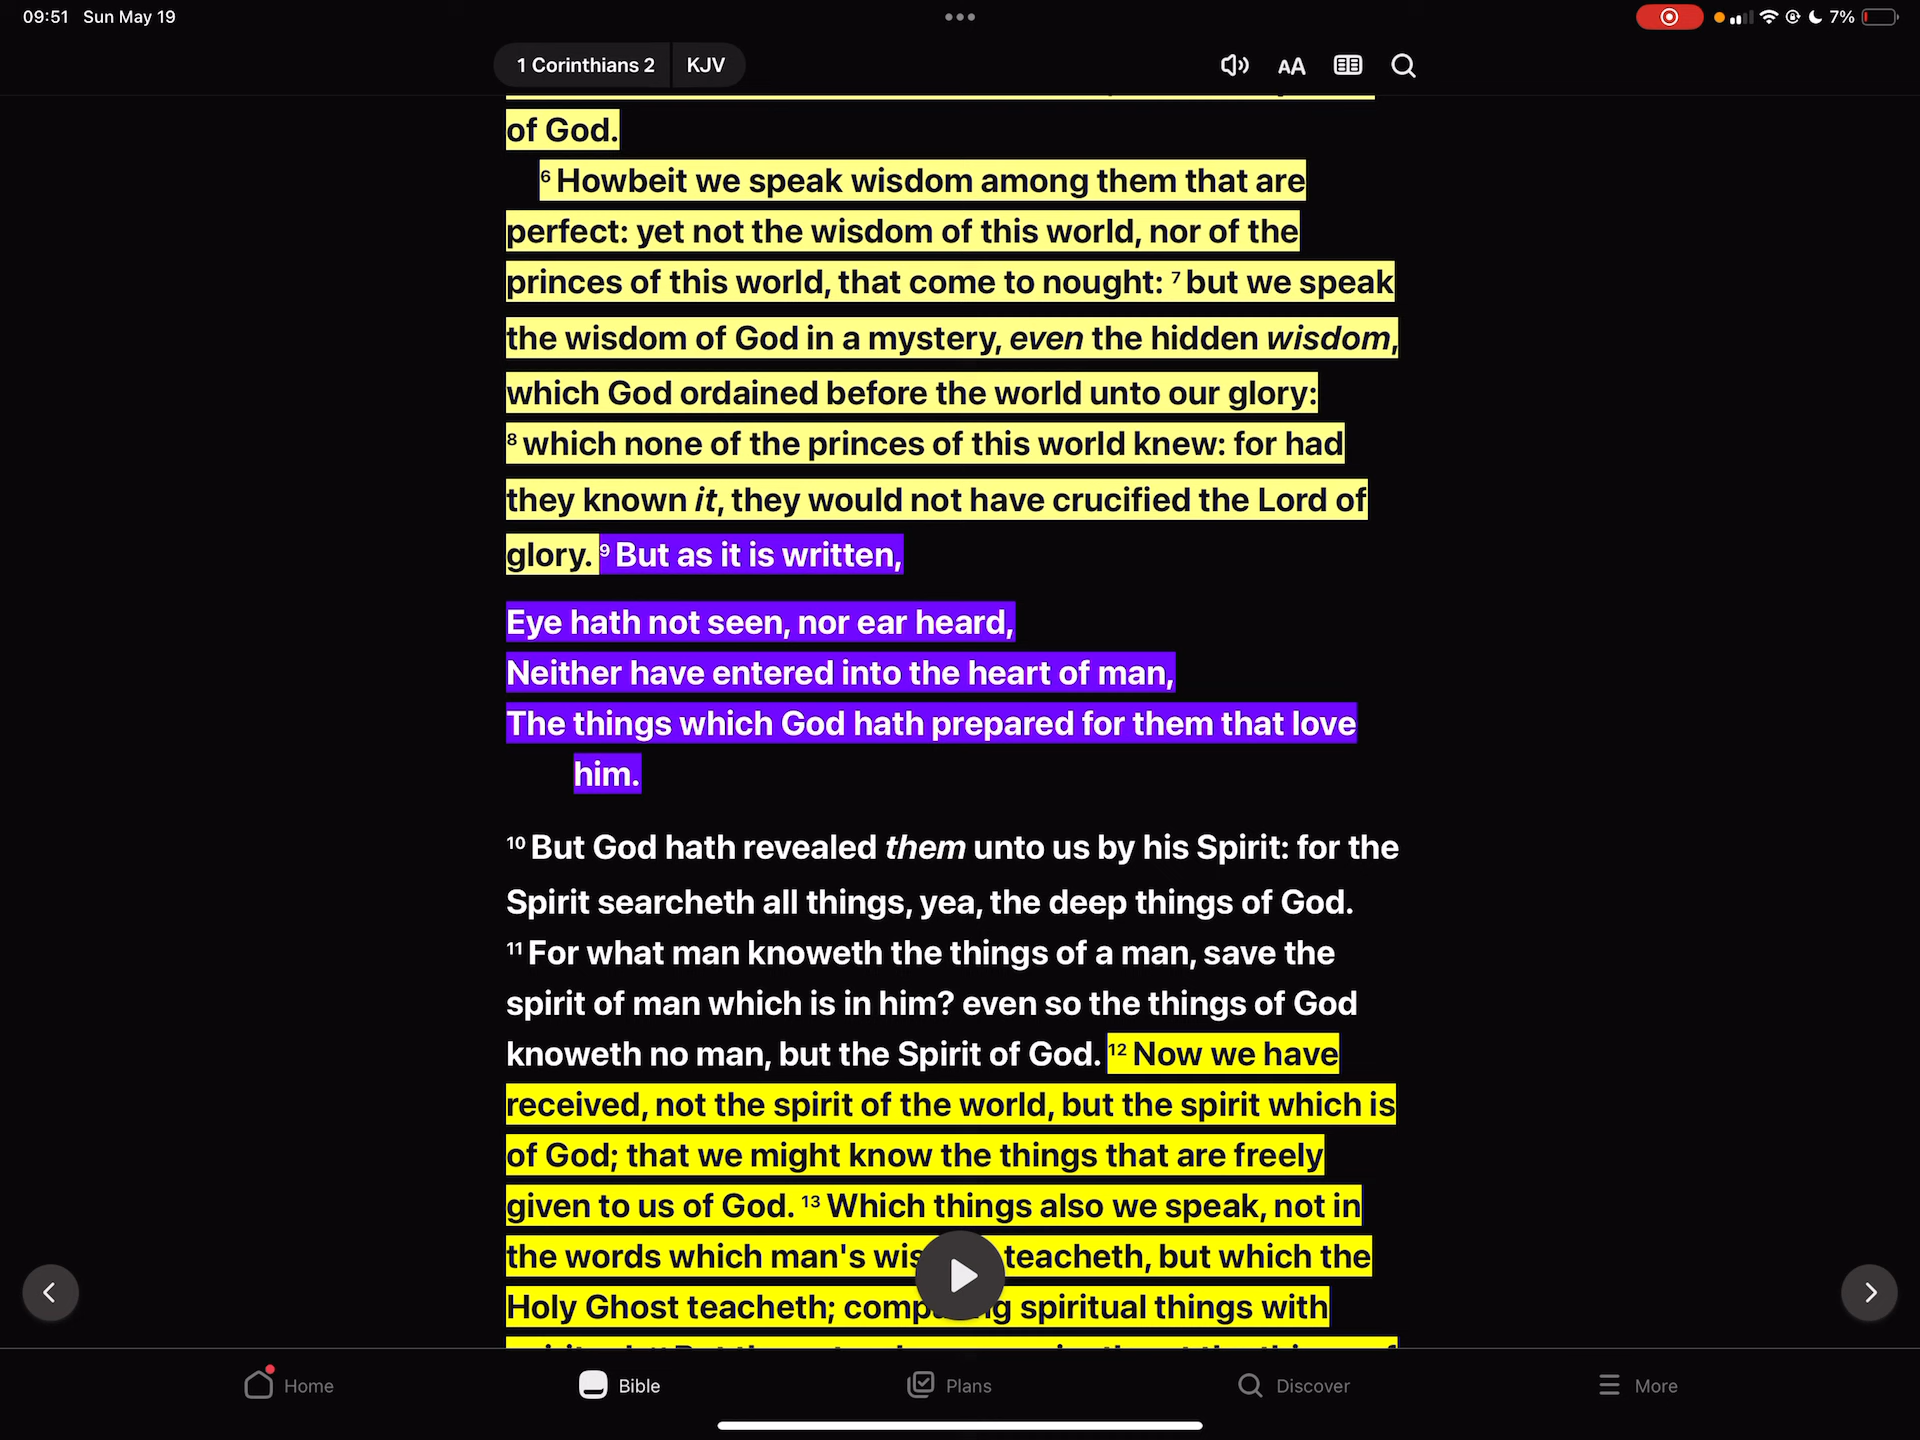 09:51 Sun May 19
7%
1 Corinthians 2 KJV
AA
of God.
6 Howbeit we speak wisdom among them that are
perfect: yet not the wisdom of this world, nor of the
princes of this world, that come to nought: 7 but we speak
the wisdom of God in a mystery, even the hidden wisdom,
which God ordained before the world unto our glory:
8 which none of the princes of this world knew: for had
they known it, they would not have crucified the Lord of
glory. 9 But as it is written,
Eye hath not seen, nor ear heard,
Neither have entered into the heart of man,
The things which God hath prepared for them that love
him.
10 But God hath revealed them unto us by his Spirit: for the
Spirit searcheth all things, yea, the deep things of God.
11 For what man knoweth the things of a man, save the
spirit of man which is in him? even so the things of God
knoweth no man, but the Spirit of God. 12 Now we have
received, not the spirit of the world, but the spirit which is
of God; that we might know the things that are freely
given to us of God. 13 Which things also we speak, not in
the words which man's teacheth, but which the
Holy Ghost teacheth; spiritual things with
Home Bible Plans Discover More